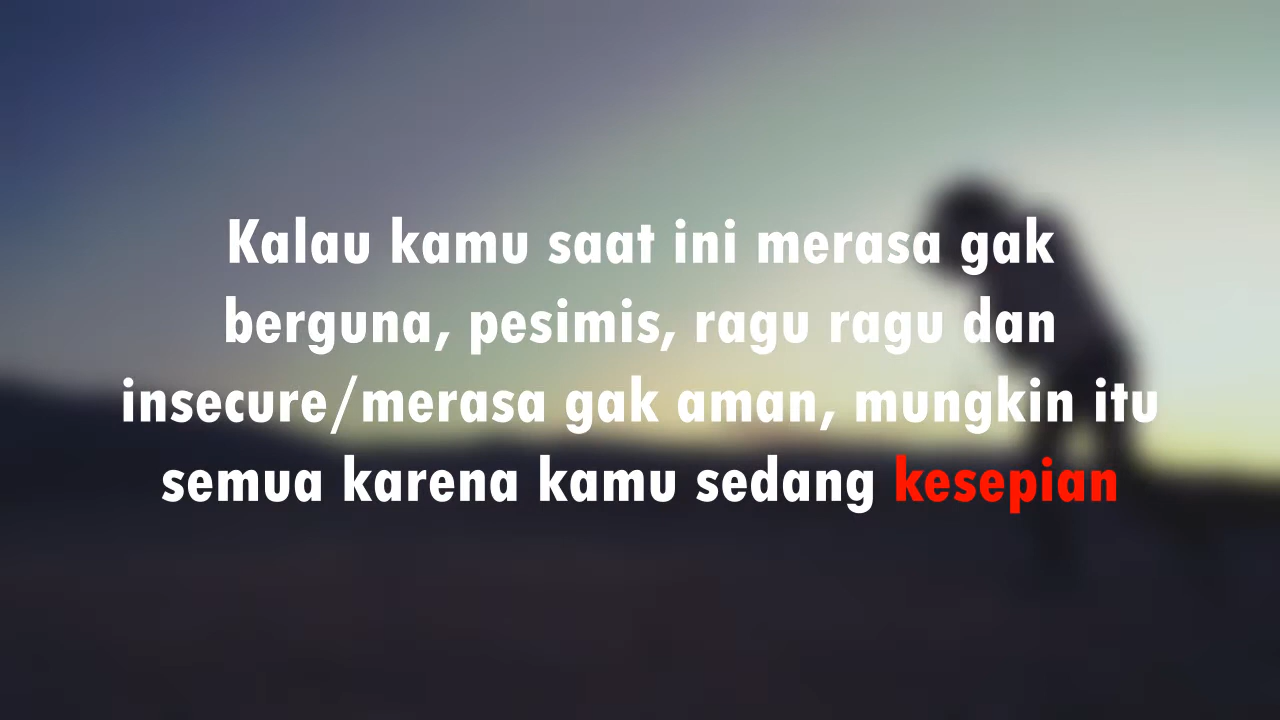 Kalau kamu saat ini merasa gak
berguna, pesimis, ragu ragu dan
insecure/merasa gak aman, mungkin itu
semua karena kamu sedang kesepian